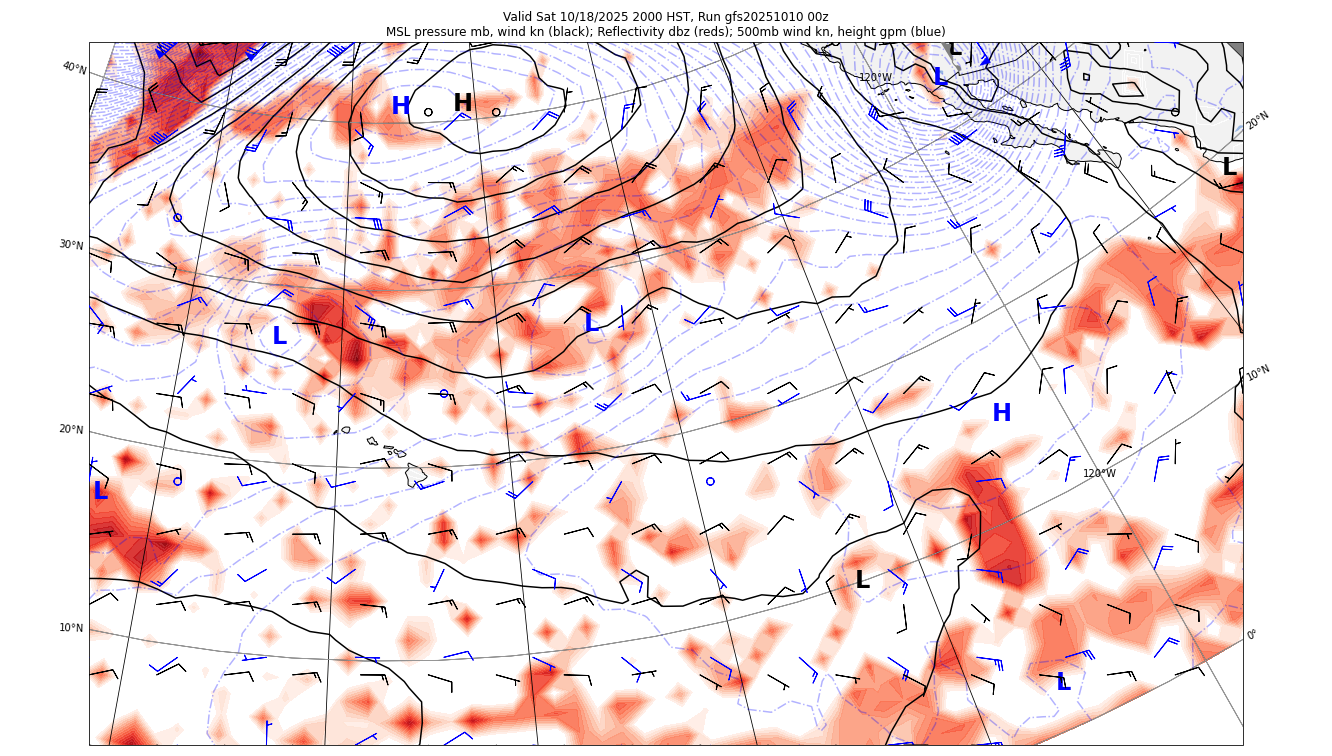 Valid Sat 10/18/2025 2000 HST, Run gfs20251010 00z
MSL pressure mb, wind kn (black); Reflectivity dbz (reds); 500mb wind kn, height gpm (blue)
L
40°N
120°W
L
H
H
20°N
L
30°N
L
L
10°N
H
20°N
120°W
L
L
10°N
0°
L